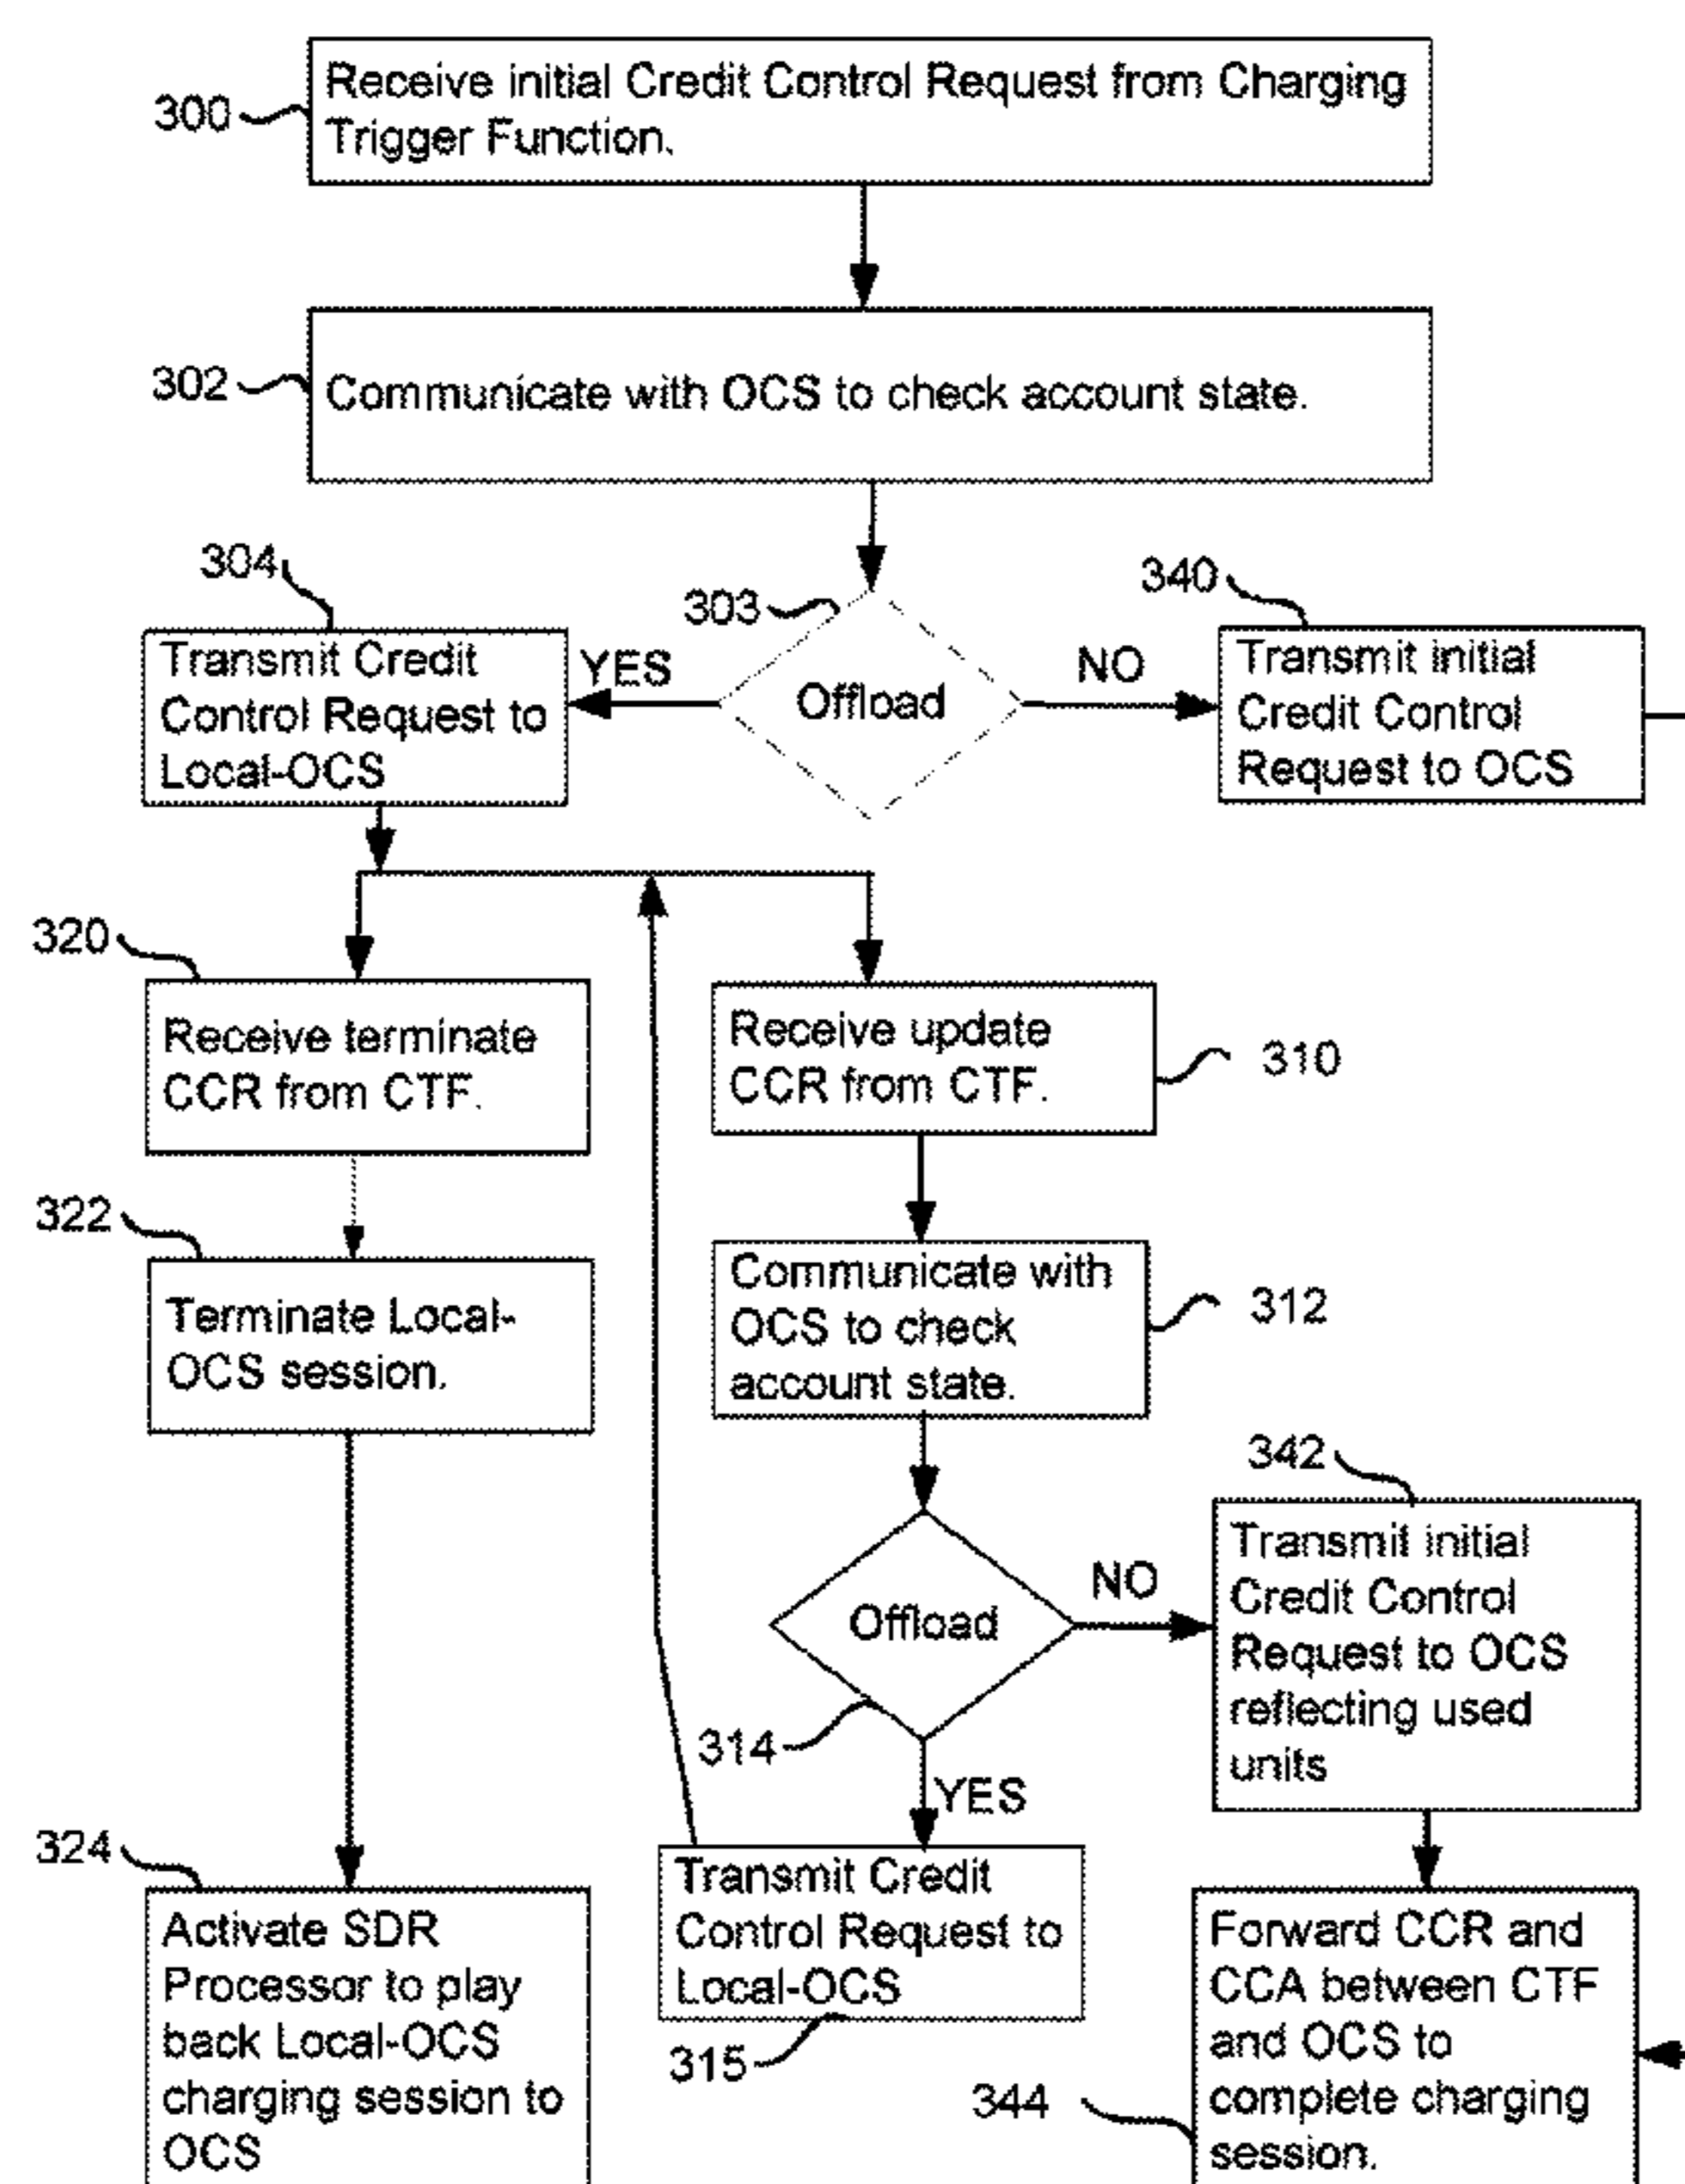 300
Receive initial Credit Control Request from Charging
Trigger Function.
302
Communicate with OCS to check account state.
304
303
340
Transmit Credit
Control Request to
Local-OCS
YES
Offload
NO
Transmit initial
Credit Control
Request to OCS
320
Receive terminate
CCR from CTF.
Receive update
CCR from CTF.
310
322
Terminate Local-
OCS session.
Communicate with
OCS to check
account state.
312
342
Offload
NO
Transmit initial
Credit Control
Request to OCS
reflecting used
units
314
YES
324
Activate SDR
Processor to play
back Local-OCS
charging session to
OCS
Transmit Credit
Control Request to
Local-OCS
315
344
Forward CCR and
CCA between CTF
and OCS to
complete charging
session.